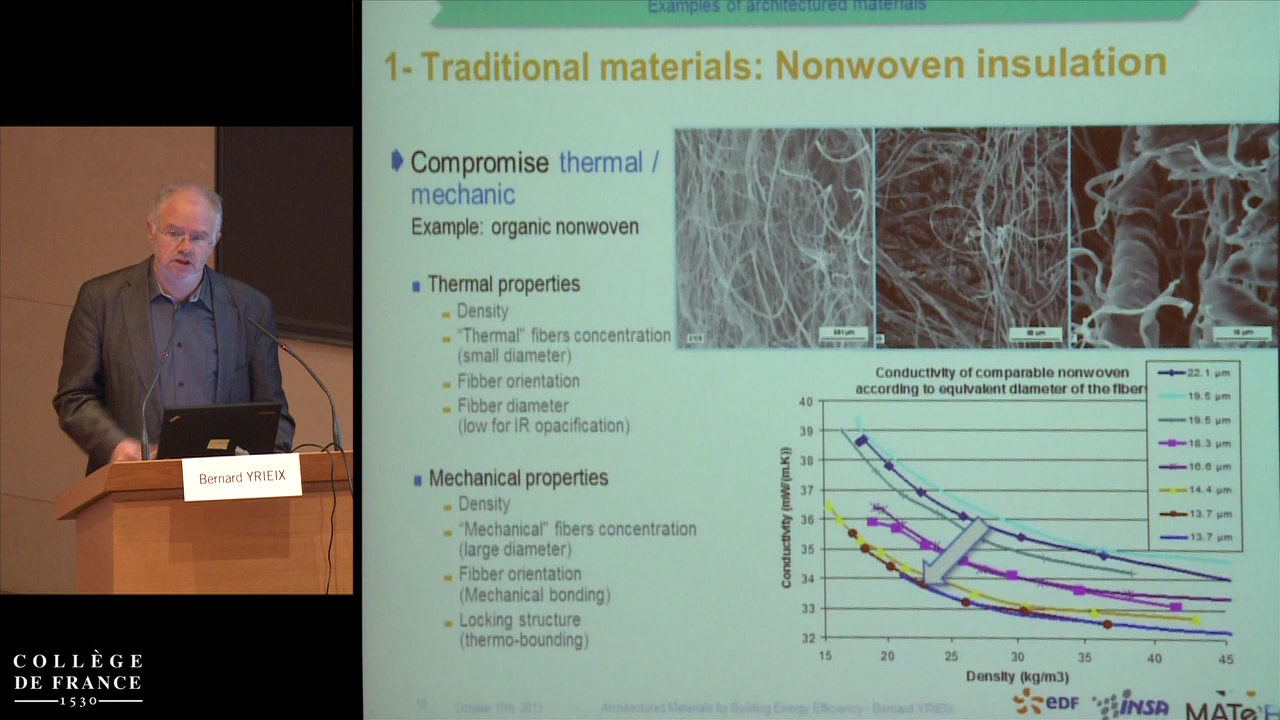 Examples of architectured materials
1- Traditional materials: Nonwoven insulation
Compromise thermal /
mechanic
Example: organic nonwoven
Thermal properties
Density
"Thermal" fibers concentration
(small diameter)
Fibber orientation
Fibber diameter
(low for IR opacification)
Mechanical properties
Density
"Mechanical" fibers concentration
(large diameter)
Fibber orientation
(Mechanical bonding)
Locking structure
(thermo-bounding)
Conductivity of comparable nonwoven
according to equivalent diameter of the fibers
22.1 µm
19.5 µm
19.5 µm
18.3 µm
16.6 µm
14.4 µm
13.7 µm
13.7 µm
Conductivity (mW/(m.K))
40
39
38
37
36
35
34
33
32
15 20 25 30 35 40 45
Density (kg/m3)
October 18th, 2013
Architectured Materials for Building Energy Efficiency - Bernard YRIEIX
EDF
INSA
MATe
Bernard YRIEIX
COLLÈGE
DE FRANCE
1530